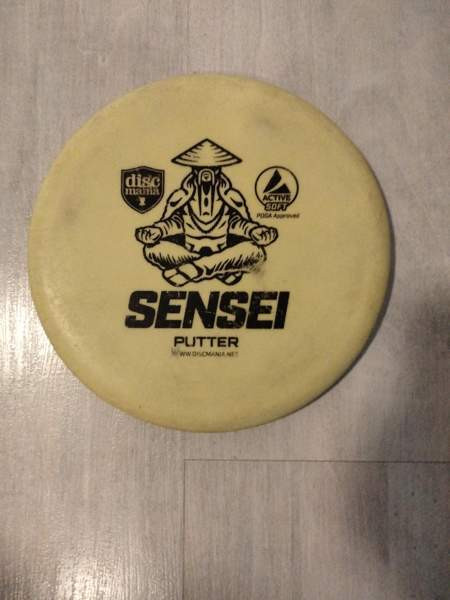 disc
mania
ACTIVE
SOFT
PDGA Approved
SENSEI
PUTTER
WWW.DISCMANIA.NET